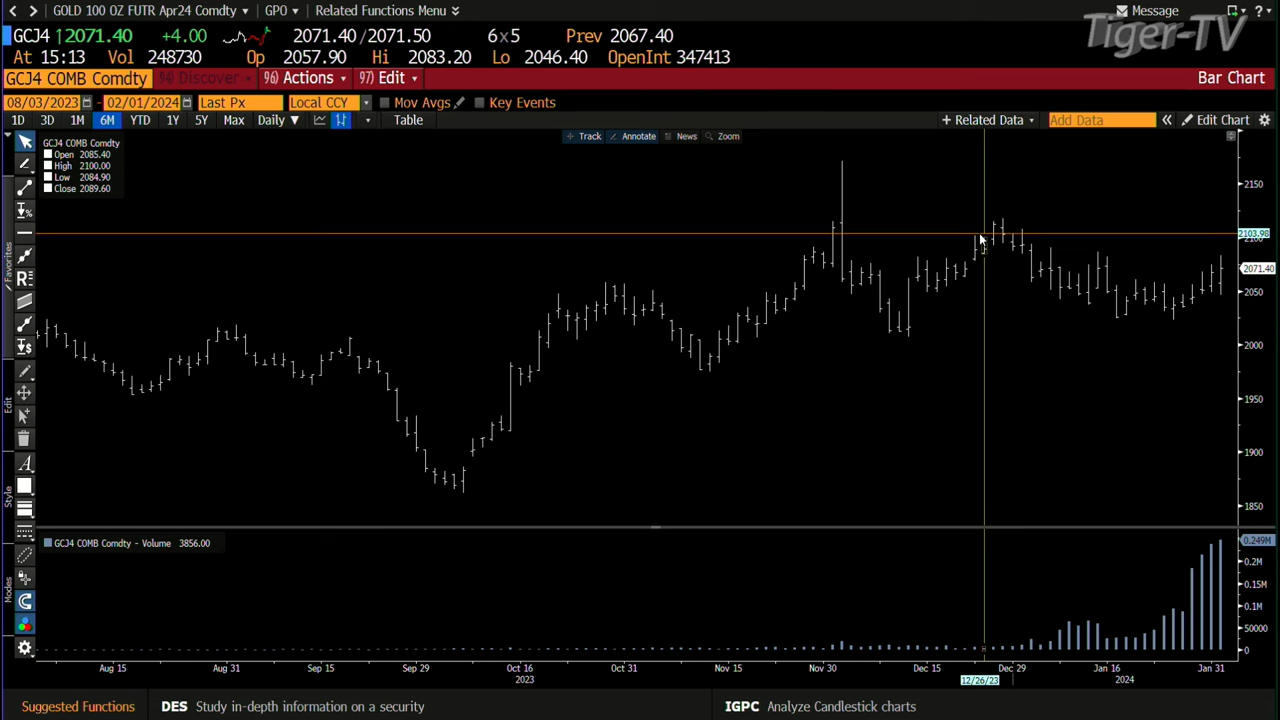 GOLD 100 OZ FUTR Apr24 Comdty GPO Related Functions Menu Message
Tiger-TV
GCJ4 ↑2071.40 +4.00 2071.40/2071.50 6x5 Prev 2067.40
At 15:13 Vol 248730 Op 2057.90 Hi 2083.20 Lo 2046.40 OpenInt 347413
GCJ4 COMB Comdty 94) Discover 96) Actions 97) Edit Bar Chart
08/03/2023 - 02/01/2024 Last Px Local CCY Mov Avgs Key Events
1D 3D 1M 6M YTD 1Y 5Y Max Daily Table + Related Data Add Data « Edit Chart
Track Annotate News Zoom
GCJ4 COMB Comdty
Open 2085.40
High 2100.00
Low 2084.90
Close 2089.60
2150
2103.98
2100
2071.40
2050
2000
1950
1900
1850
Favorites
Edit
Style
Modes
GCJ4 COMB Comdty - Volume 3856.00
0.249M
0.2M
0.15M
0.1M
50000
0
Aug 15 Aug 31 Sep 15 Sep 29 Oct 16 Oct 31 Nov 15 Nov 30 Dec 15 Dec 29 Jan 16 Jan 31
2023 12/26/23 2024
Suggested Functions DES Study in-depth information on a security IGPC Analyze Candlestick charts